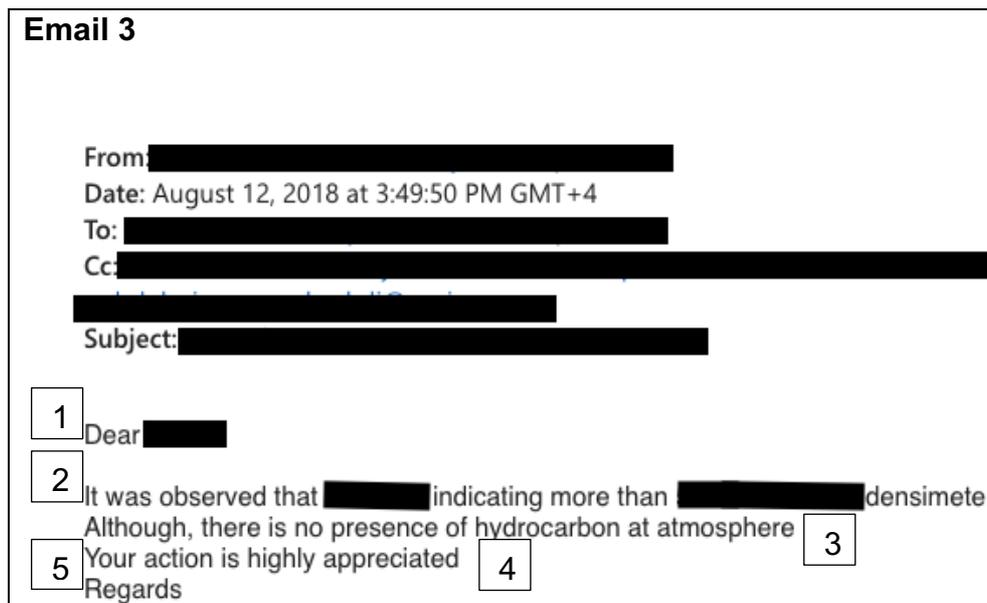 Email 3
From:
Date: August 12, 2018 at 3:49:50 PM GMT+4
To:
Cc:
Subject:
1
Dear
2
It was observed that indicating more than densimete
Although, there is no presence of hydrocarbon at atmosphere 3
5 Your action is highly appreciated 4
Regards